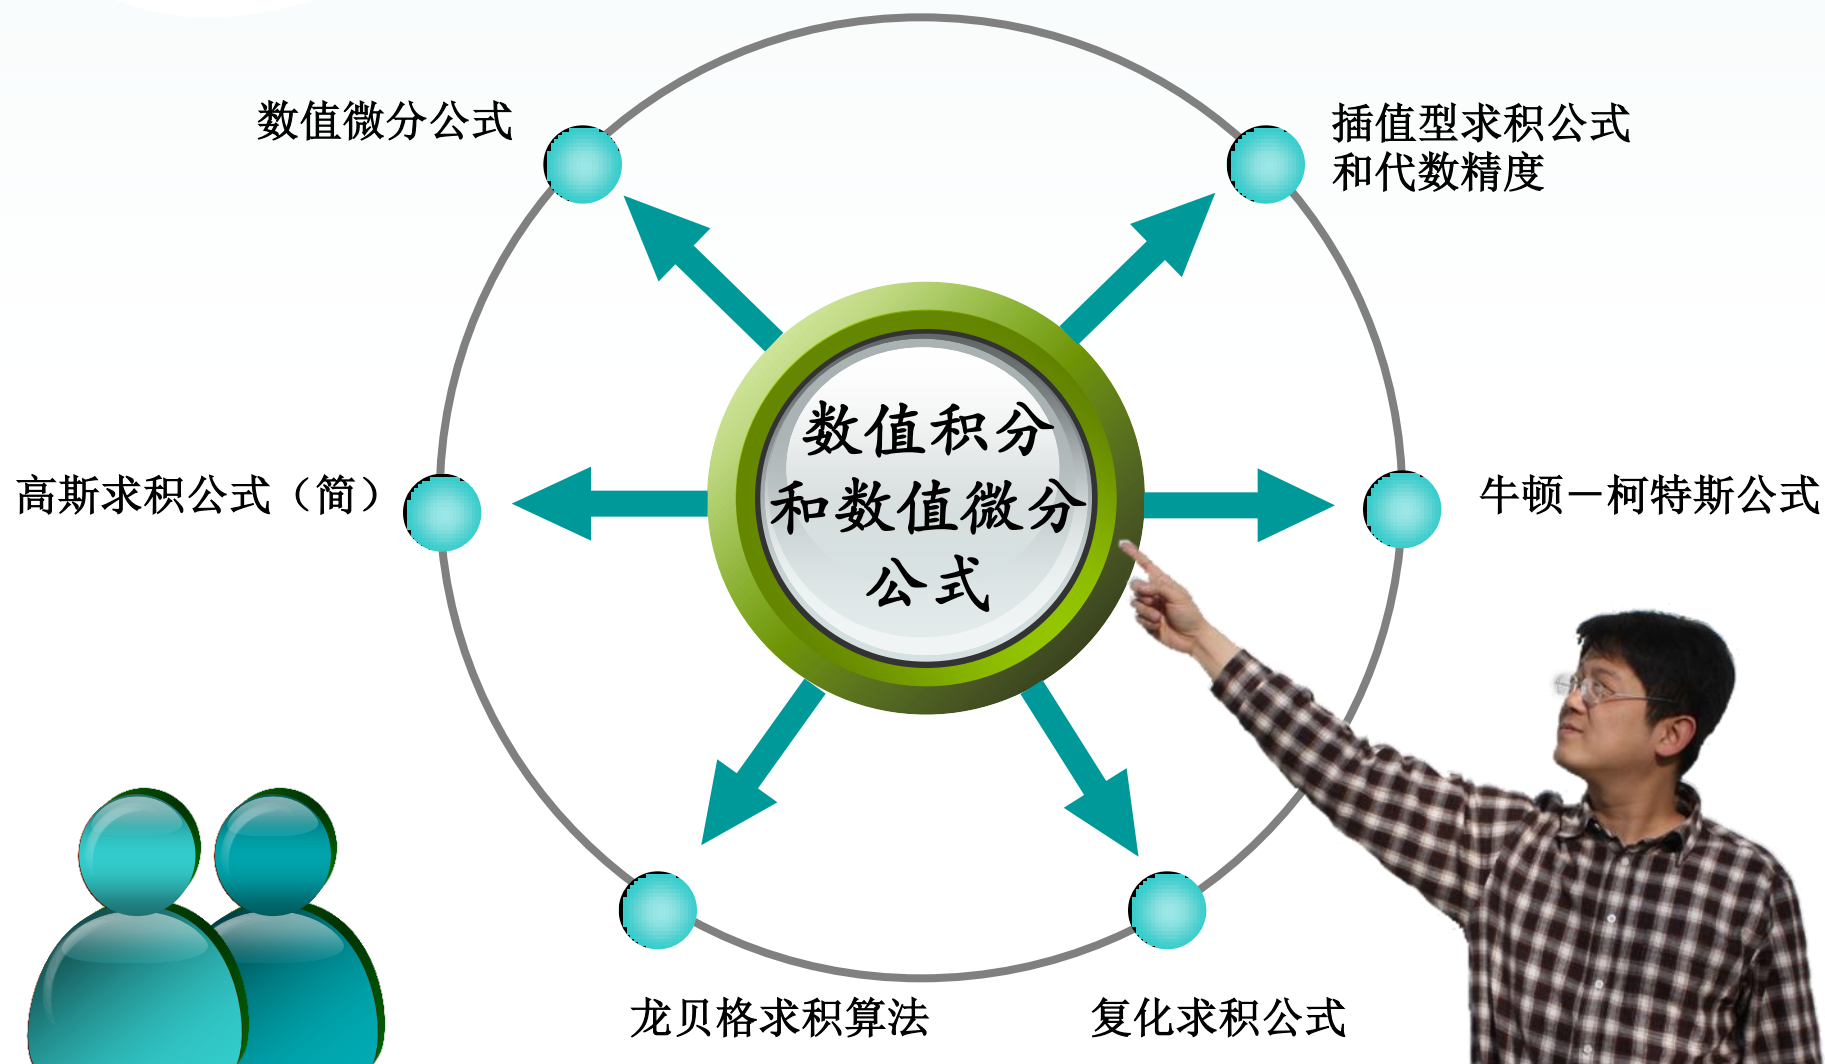 数值微分公式
插值型求积公式
和代数精度
数值积分
和数值微分
公式
高斯求积公式（简）
牛顿－柯特斯公式
龙贝格求积算法
复化求积公式